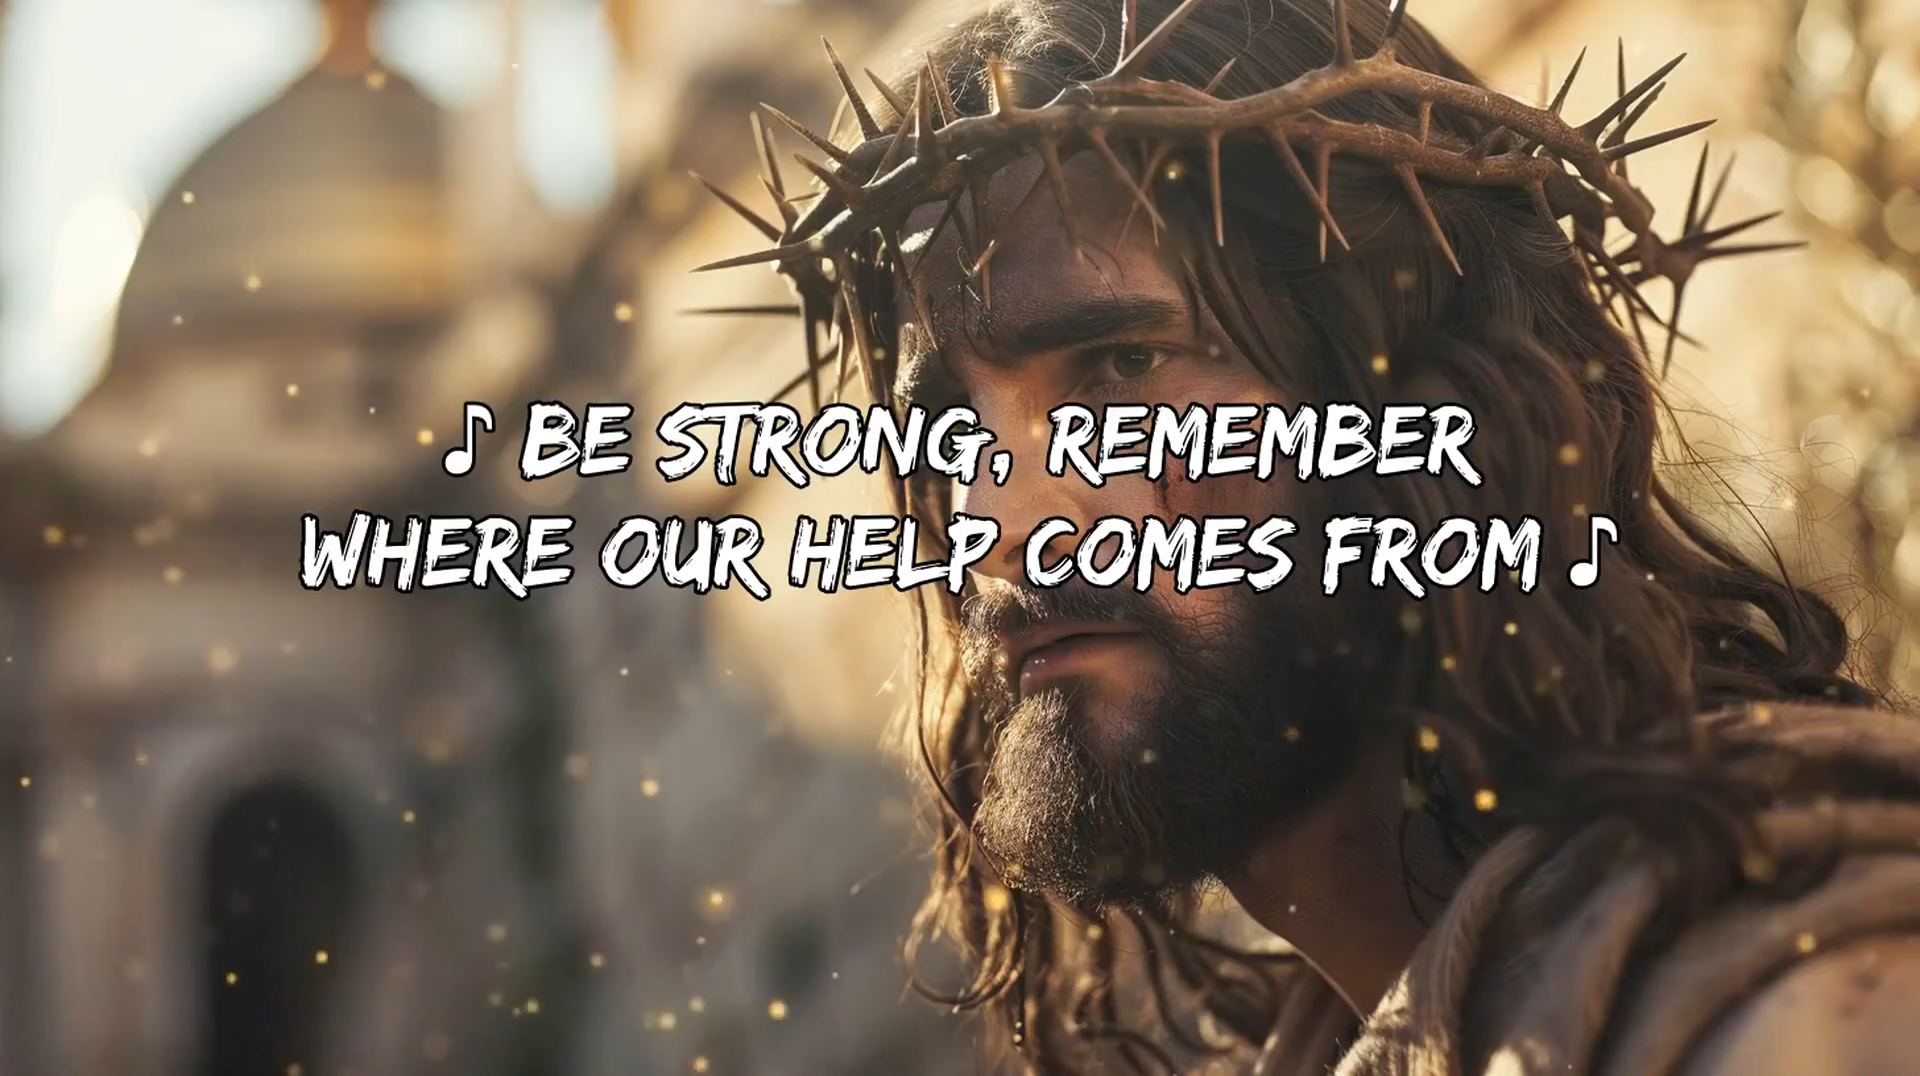 ♪ BE STRONG, REMEMBER
WHERE OUR HELP COMES FROM ♪